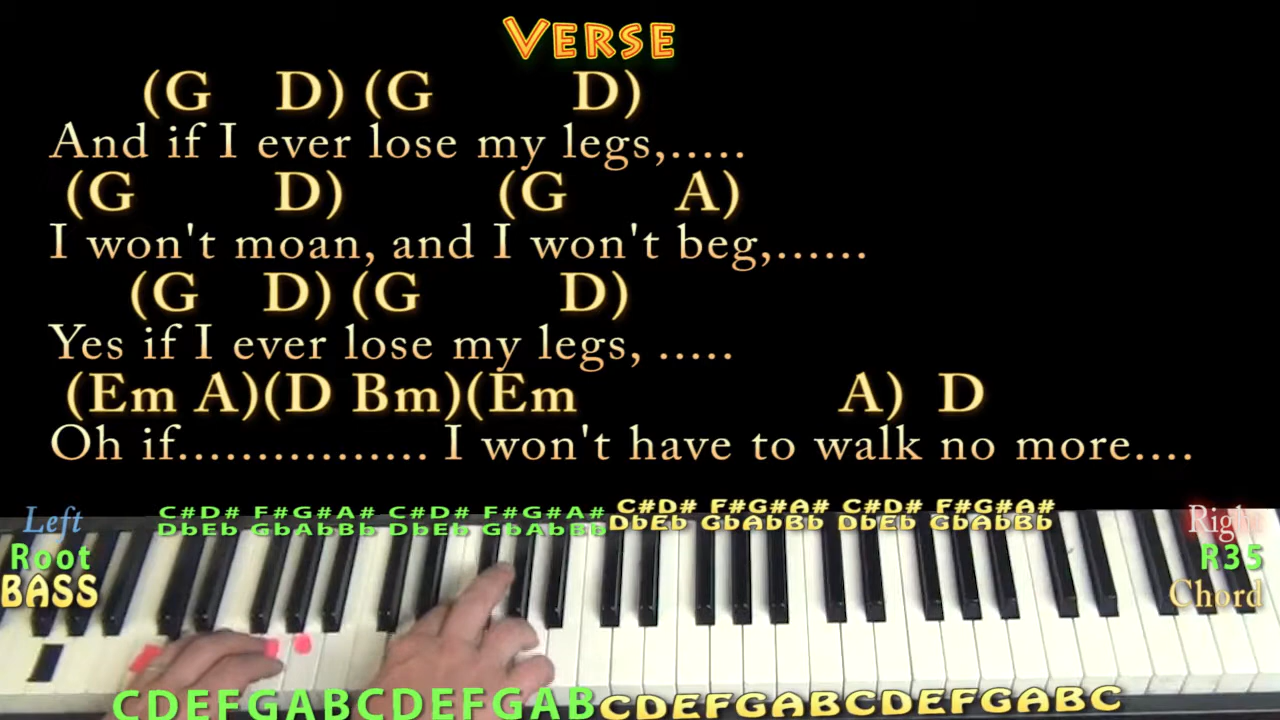 VERSE
(G D) (G D)
And if I ever lose my legs,.....
(G D) (G A)
I won't moan, and I won't beg,......
(G D) (G D)
Yes if I ever lose my legs, .....
(Em A)(D Bm)(Em A) D
Oh if................ I won't have to walk no more....
Left C#D# F#G#A# C#D# F#G#A# C#D# F#G#A# C#D# F#G#A# Right
DbEb GbAbBb DbEb GbAbBb DbEb GbAbBb DbEb GbAbBb
Root R35
BASS Chord
CDEFGABCDEFGABCDEFGABCDEFGABC